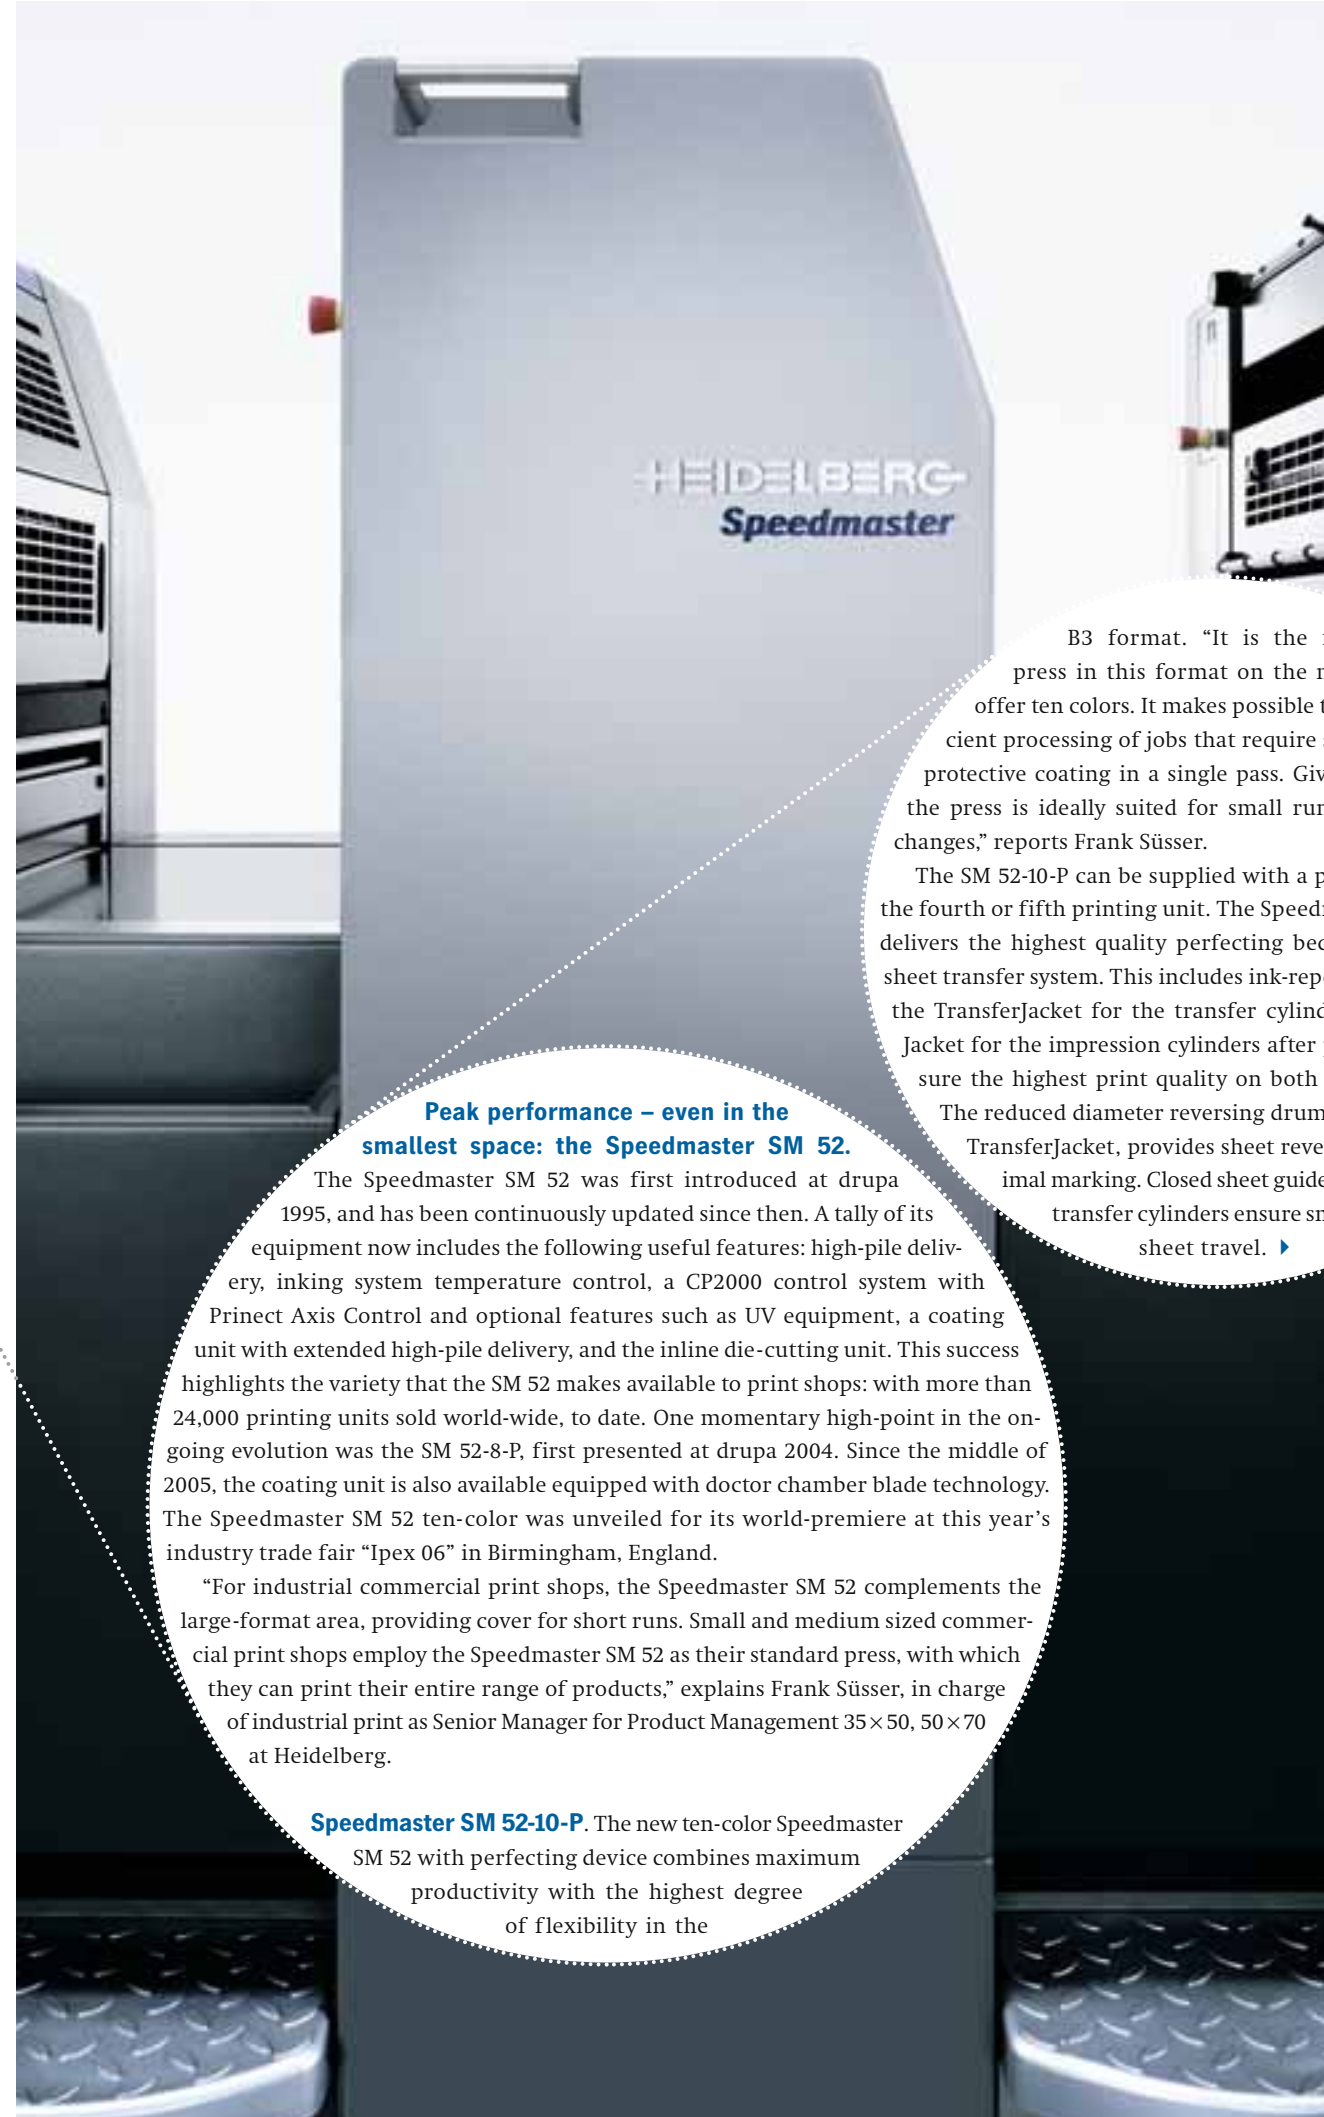 HEIDELBERG
Speedmaster
Peak performance – even in the
smallest space: the Speedmaster SM 52.
The Speedmaster SM 52 was first introduced at drupa
1995, and has been continuously updated since then. A tally of its
equipment now includes the following useful features: high-pile deliv-
ery, inking system temperature control, a CP2000 control system with
Prinect Axis Control and optional features such as UV equipment, a coating
unit with extended high-pile delivery, and the inline die-cutting unit. This success
highlights the variety that the SM 52 makes available to print shops: with more than
24,000 printing units sold world-wide, to date. One momentary high-point in the on-
going evolution was the SM 52-8-P, first presented at drupa 2004. Since the middle of
2005, the coating unit is also available equipped with doctor chamber blade technology.
The Speedmaster SM 52 ten-color was unveiled for its world-premiere at this year’s
industry trade fair “Ipex 06” in Birmingham, England.
“For industrial commercial print shops, the Speedmaster SM 52 complements the
large-format area, providing cover for short runs. Small and medium sized commer-
cial print shops employ the Speedmaster SM 52 as their standard press, with which
they can print their entire range of products,” explains Frank Süsser, in charge
of industrial print as Senior Manager for Product Management 35×50, 50×70
at Heidelberg.
Speedmaster SM 52-10-P. The new ten-color Speedmaster
SM 52 with perfecting device combines maximum
productivity with the highest degree
of flexibility in the
B3 format. “It is the
press in this format on the
offer ten colors. It makes possible
cient processing of jobs that require
protective coating in a single pass. Giv
the press is ideally suited for small run
changes,” reports Frank Süsser.
The SM 52-10-P can be supplied with a p
the fourth or fifth printing unit. The Speed
delivers the highest quality perfecting bec
sheet transfer system. This includes ink-rep
the TransferJacket for the transfer cylind
Jacket for the impression cylinders after
sure the highest print quality on both
The reduced diameter reversing drum
TransferJacket, provides sheet reve
imal marking. Closed sheet guide
transfer cylinders ensure sm
sheet travel.